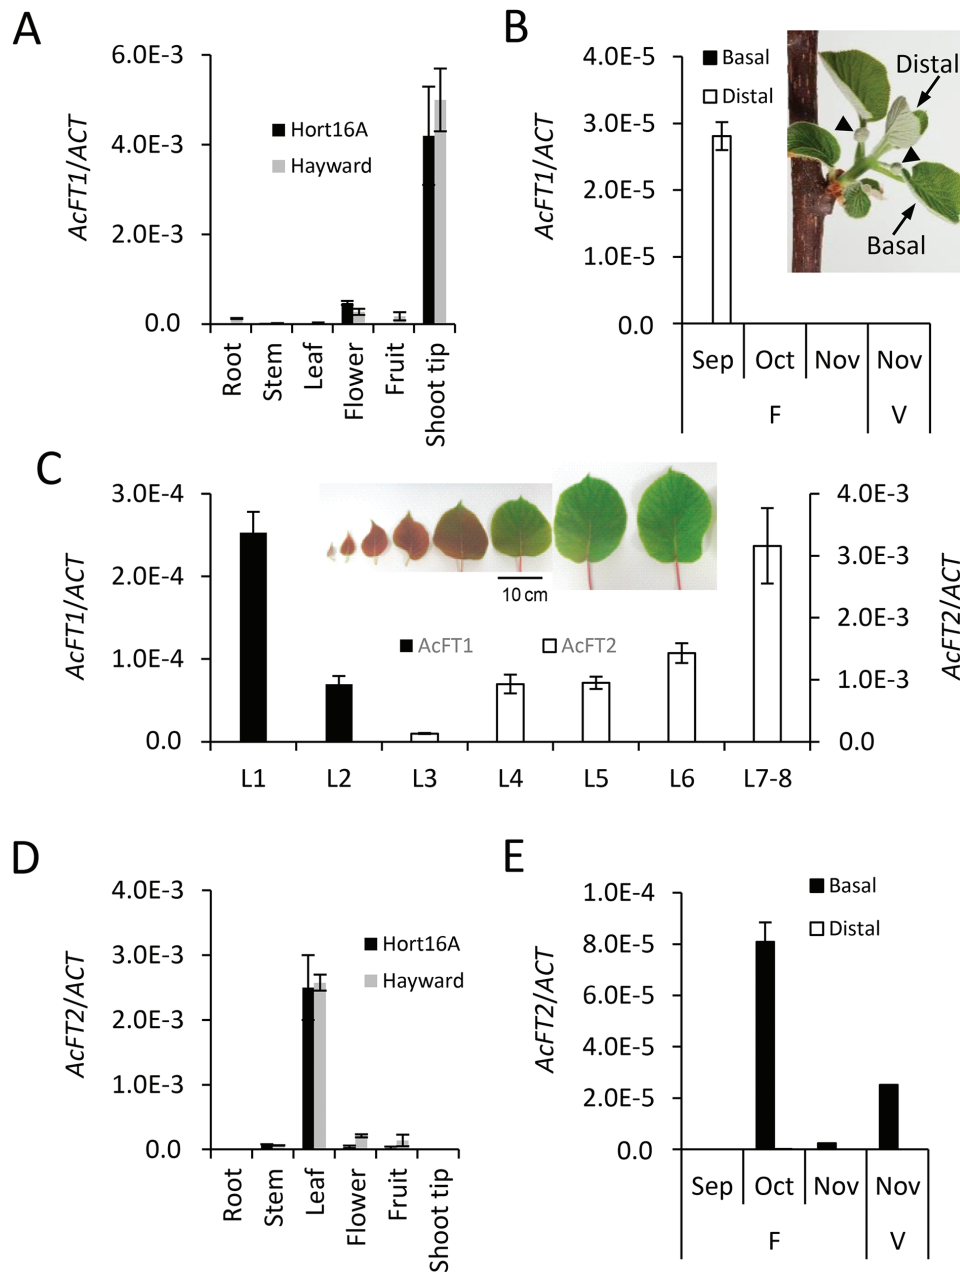 A
AcFT1/ACT
6.0E-3
4.0E-3
2.0E-3
0.0
Hort16A
Hayward
Root
Stem
Leaf
Flower
Fruit
Shoot tip
B
AcFT1/ACT
4.0E-5
3.0E-5
2.0E-5
1.0E-5
0.0
Basal
Distal
Distal
Basal
Sep Oct Nov Nov
F V
C
AcFT1/ACT
3.0E-4
2.0E-4
1.0E-4
0.0
10 cm
AcFT1 AcFT2
4.0E-3
3.0E-3
2.0E-3
1.0E-3
0.0
AcFT2/ACT
L1 L2 L3 L4 L5 L6 L7-8
D
AcFT2/ACT
4.0E-3
3.0E-3
2.0E-3
1.0E-3
0.0
Hort16A
Hayward
Root
Stem
Leaf
Flower
Fruit
Shoot tip
E
AcFT2/ACT
1.0E-4
8.0E-5
6.0E-5
4.0E-5
2.0E-5
0.0
Basal
Distal
Sep Oct Nov Nov
F V